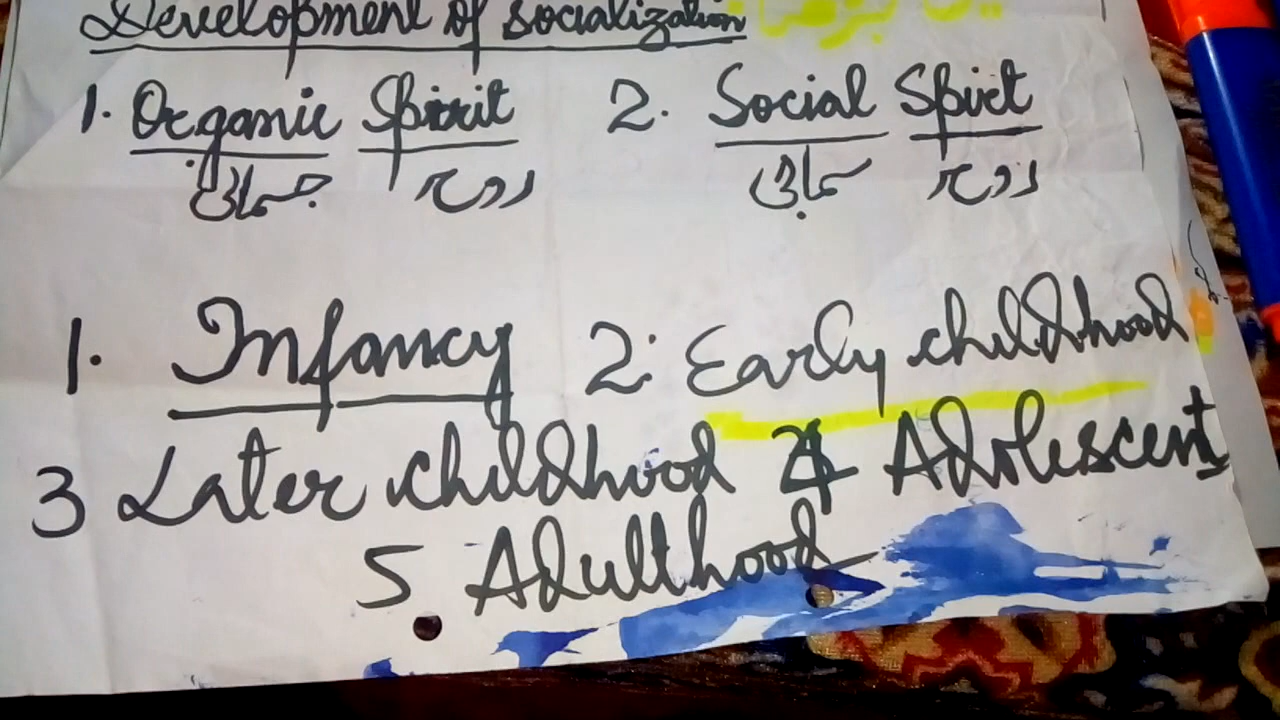 Development of Socialization
1. Organic Spirit 2. Social Spirt
جسمانی روح سماجی روح
1. Infancy 2. Early childhood
3 Later childhood 4 Adolescent
5. Adulthood